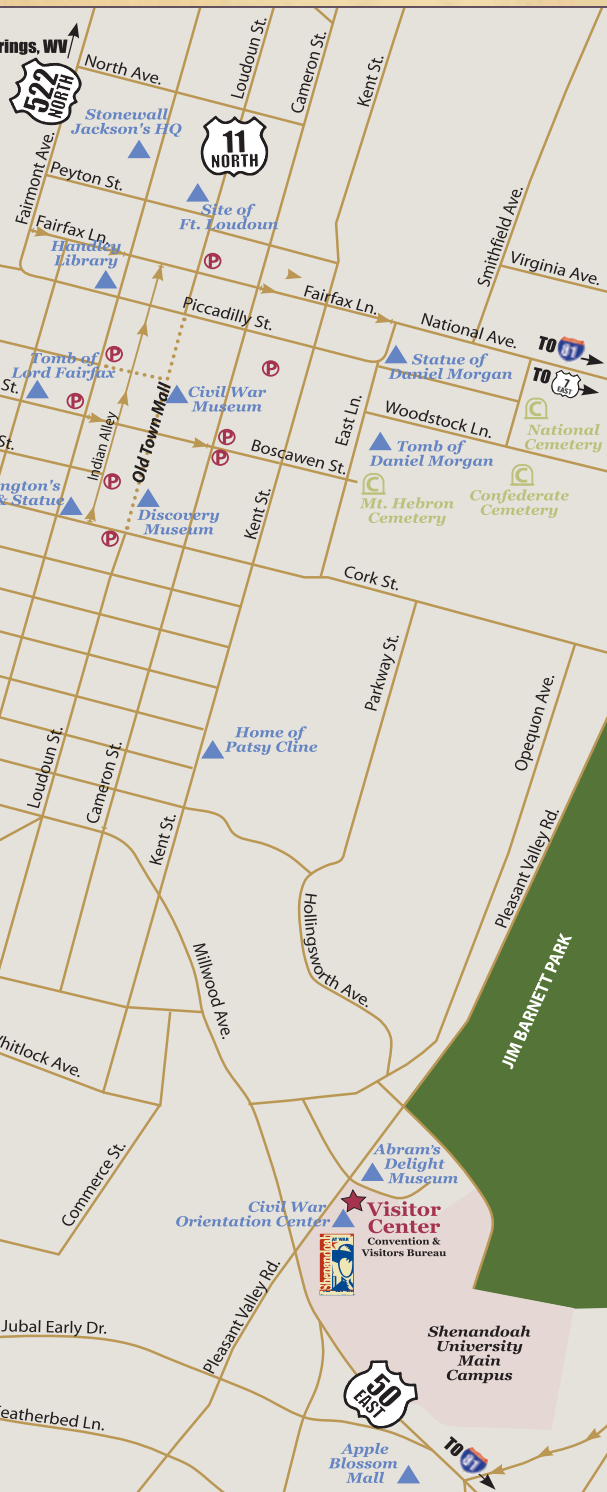 rings, WV
522
NORTH
North Ave.
Loudoun St.
Cameron St.
Kent St.
Stonewall
Jackson's HQ
11
NORTH
Fairmont Ave.
Peyton St.
Site of
Ft. Loudoun
Smithfield Ave.
Fairfax Ln.
Handley
Library
P
Virginia Ave.
Fairfax Ln.
Piccadilly St.
National Ave.
TO 81
TO 7
EAST
P
Tomb of
Lord Fairfax
P
Statue of
Daniel Morgan
St.
P
Civil War
Museum
Old Town Mall
Indian Alley
East Ln.
Woodstock Ln.
C
National
Cemetery
St.
P
P
Boscawen St.
Tomb of
Daniel Morgan
ngton's
& Statue
P
Discovery
Museum
Kent St.
C
Mt. Hebron
Cemetery
C
Confederate
Cemetery
P
Cork St.
Parkway St.
Opequon Ave.
Home of
Patsy Cline
Loudoun St.
Cameron St.
Kent St.
Pleasant Valley Rd.
Hollingsworth Ave.
Millwood Ave.
JIM BARNETT PARK
Whitlock Ave.
Commerce St.
Abram's
Delight
Museum
Civil War
Orientation Center
Visitor
Center
Convention &
Visitors Bureau
Shenandoah
AT WAR
Pleasant Valley Rd.
Jubal Early Dr.
Shenandoah
University
Main
Campus
50
EAST
eatherbed Ln.
TO 81
Apple
Blossom
Mall